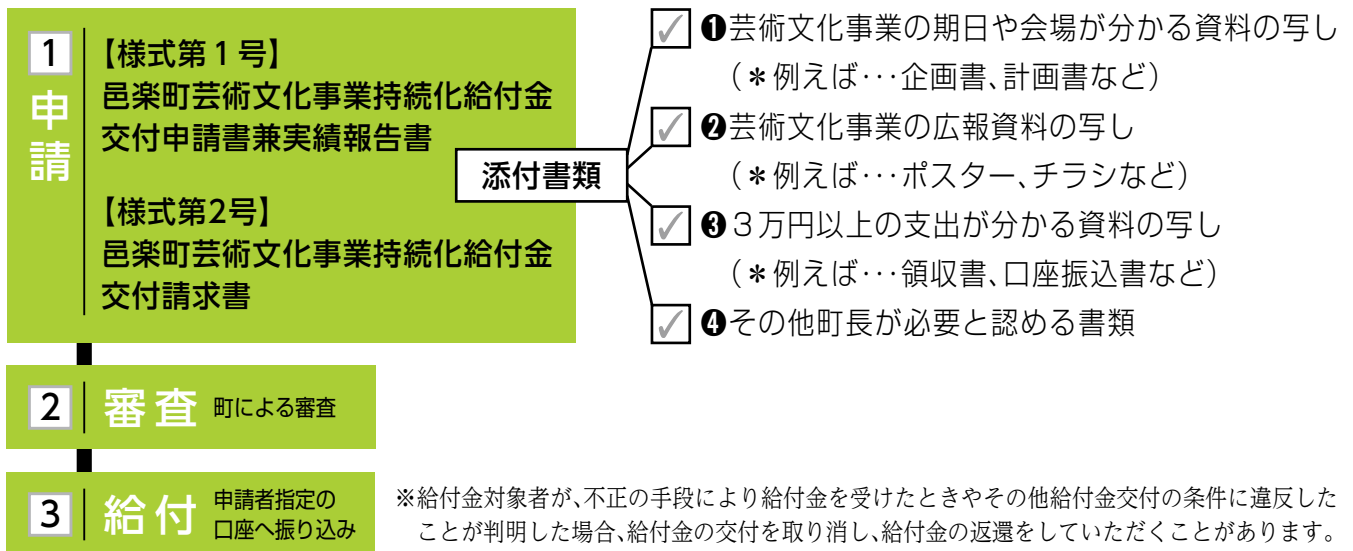 1
申請
【様式第１号】
邑楽町芸術文化事業持続化給付金
交付申請書兼実績報告書
【様式第2号】
邑楽町芸術文化事業持続化給付金
交付請求書
添付書類
✓ ❶芸術文化事業の期日や会場が分かる資料の写し
（＊例えば･･･企画書、計画書など）
✓ ❷芸術文化事業の広報資料の写し
（＊例えば･･･ポスター、チラシなど）
✓ ❸３万円以上の支出が分かる資料の写し
（＊例えば･･･領収書、口座振込書など）
✓ ❹その他町長が必要と認める書類
2 審査 町による審査
3 給付 申請者指定の
口座へ振り込み
※給付金対象者が、不正の手段により給付金を受けたときやその他給付金交付の条件に違反した
ことが判明した場合、給付金の交付を取り消し、給付金の返還をしていただくことがあります。